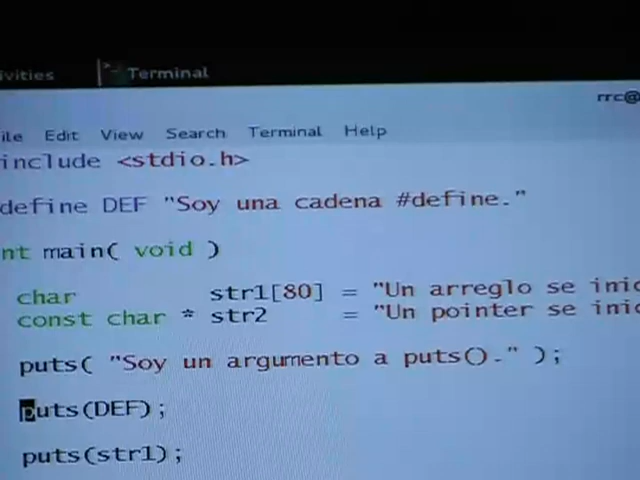 ivities Terminal
rrc@
ile Edit View Search Terminal Help
include <stdio.h>
define DEF "Soy una cadena #define."
nt main( void )
char str1[80] = "Un arreglo se inic
const char * str2 = "Un pointer se inic
puts( "Soy un argumento a puts()." );
puts(DEF);
puts(str1);